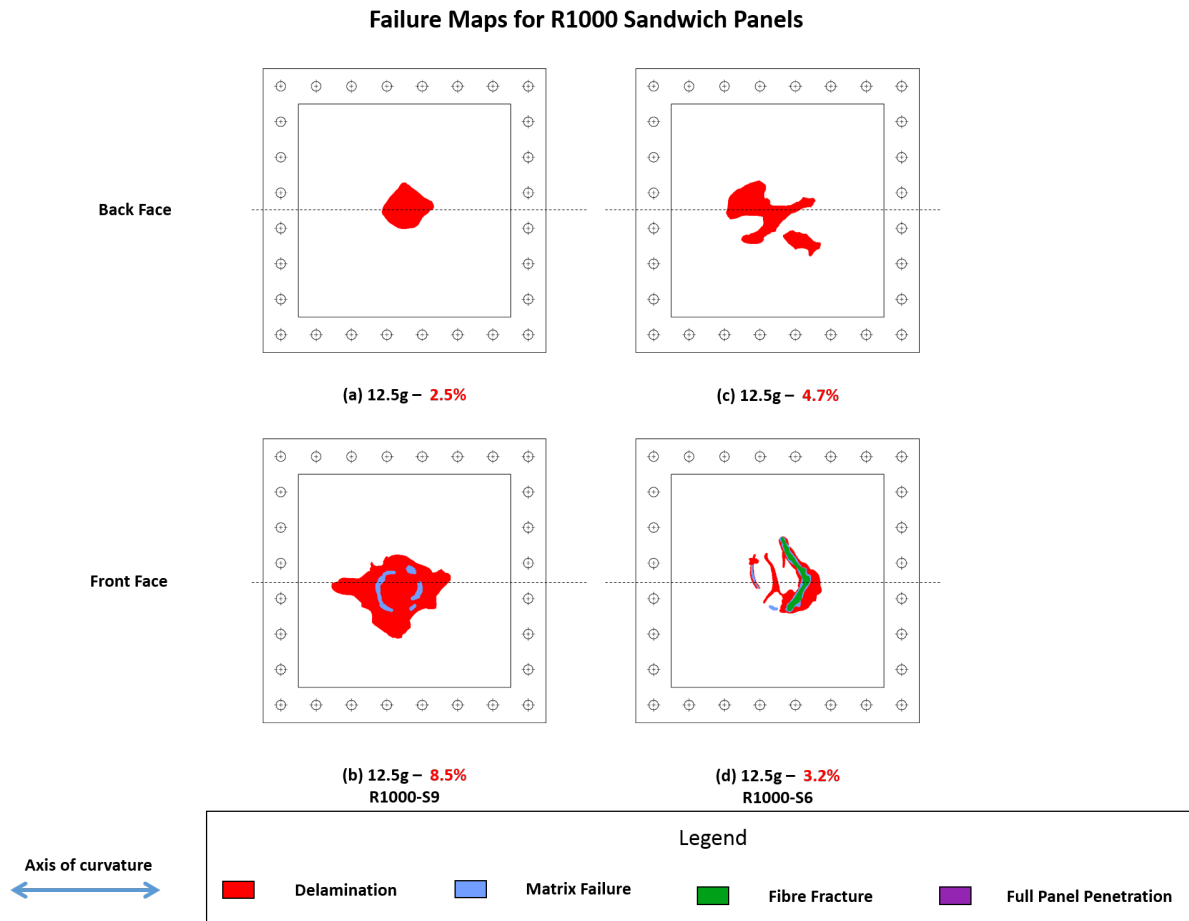 Failure Maps for R1000 Sandwich Panels
Back Face
(a) 12.5g – 2.5%
(c) 12.5g – 4.7%
Front Face
(b) 12.5g – 8.5%
R1000-S9
(d) 12.5g – 3.2%
R1000-S6
Axis of curvature
Legend
Delamination
Matrix Failure
Fibre Fracture
Full Panel Penetration